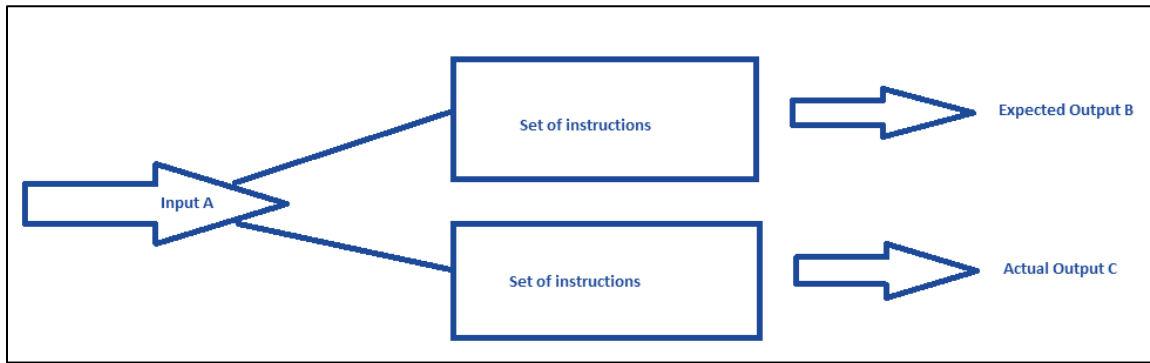 Set of instructions
Expected Output B
Input A
Set of instructions
Actual Output C